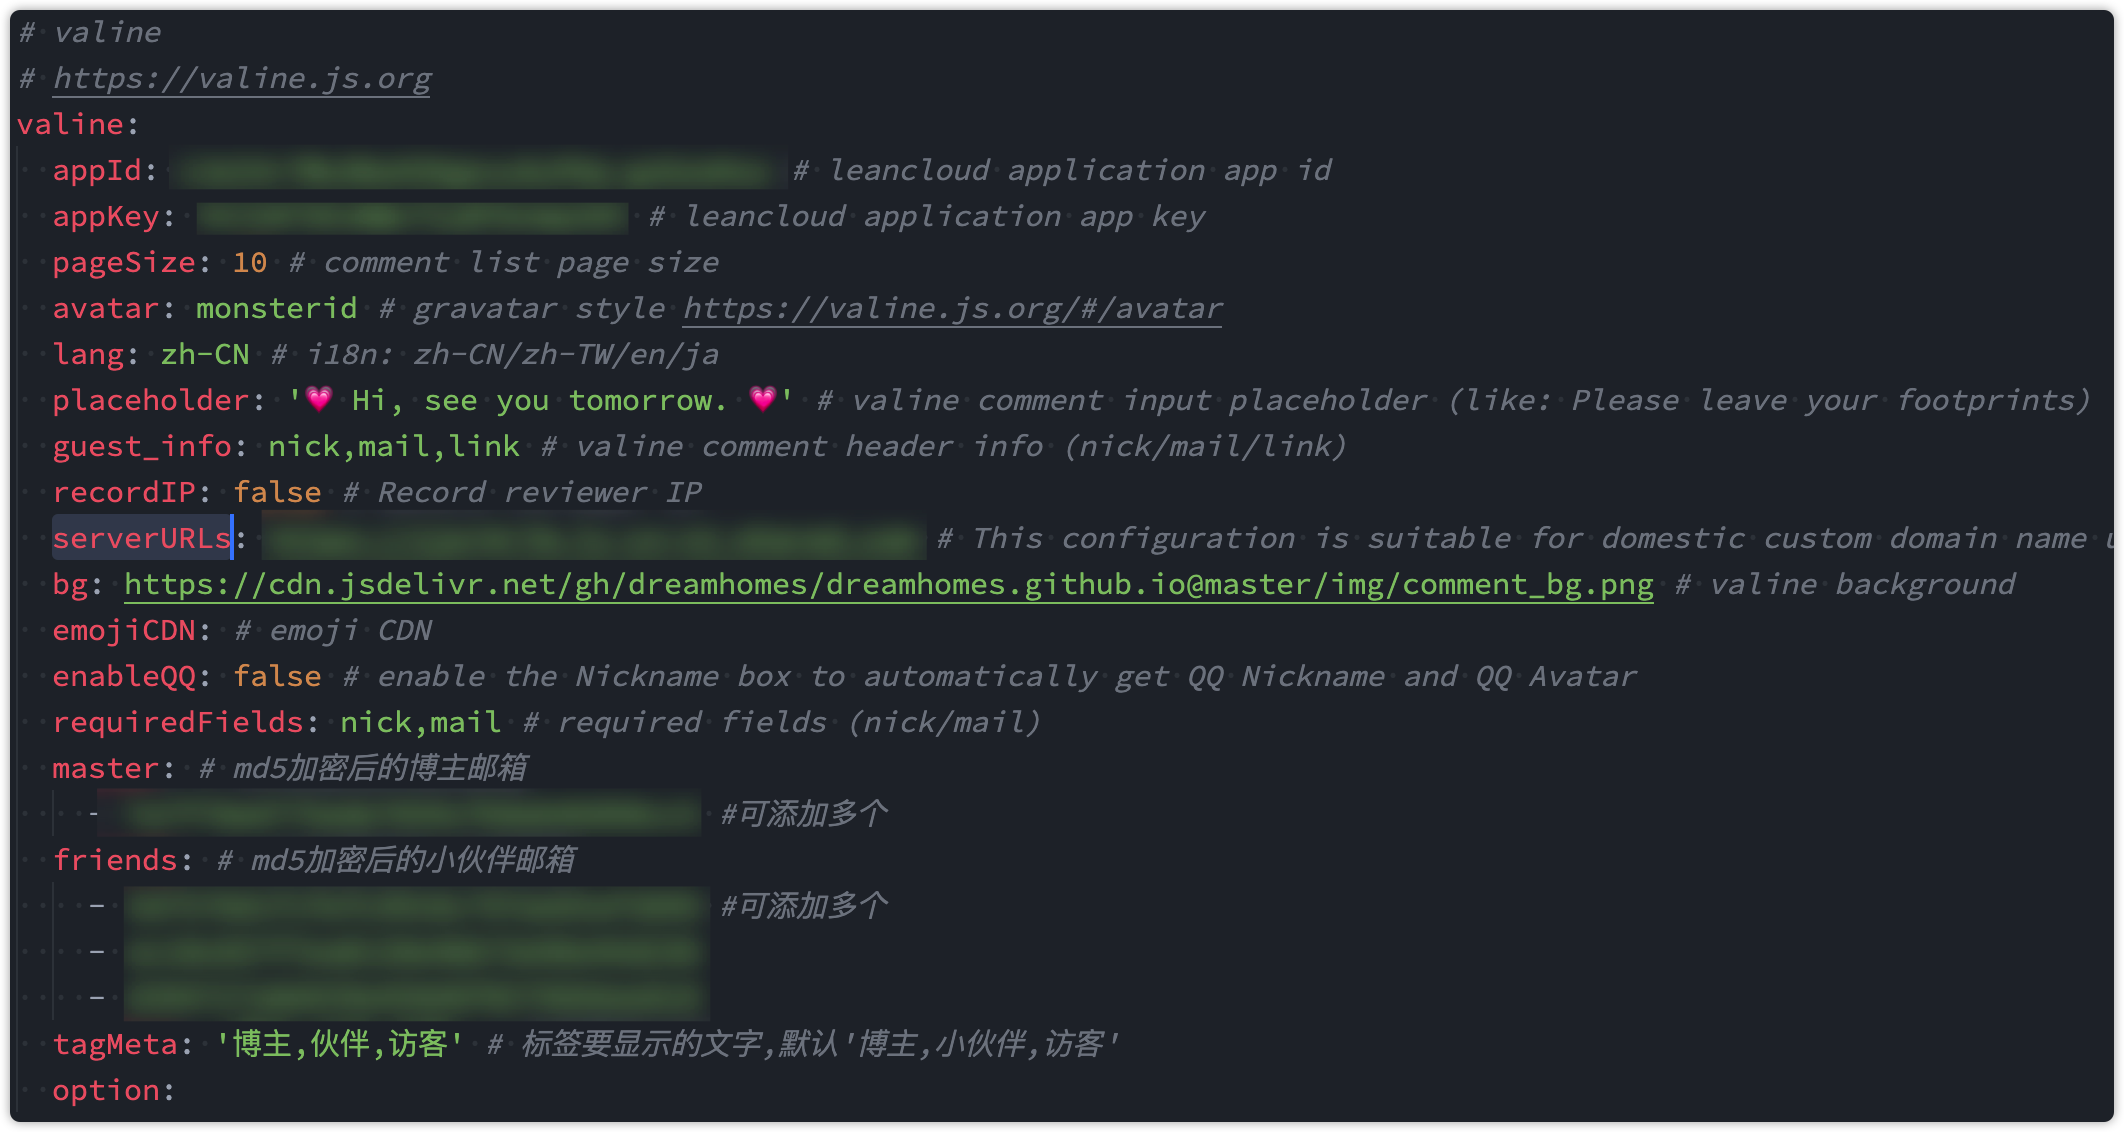 # valine
# https://valine.js.org
valine:
appId: # leancloud application app id
appKey: # leancloud application app key
pageSize: 10 # comment list page size
avatar: monsterid # gravatar style https://valine.js.org/#/avatar
lang: zh-CN # i18n: zh-CN/zh-TW/en/ja
placeholder: '💗 Hi, see you tomorrow. 💗' # valine comment input placeholder (like: Please leave your footprints)
guest_info: nick,mail,link # valine comment header info (nick/mail/link)
recordIP: false # Record reviewer IP
serverURLs: # This configuration is suitable for domestic custom domain name
bg: https://cdn.jsdelivr.net/gh/dreamhomes/dreamhomes.github.io@master/img/comment_bg.png # valine background
emojiCDN: # emoji CDN
enableQQ: false # enable the Nickname box to automatically get QQ Nickname and QQ Avatar
requiredFields: nick,mail # required fields (nick/mail)
master: # md5加密后的博主邮箱
- #可添加多个
friends: # md5加密后的小伙伴邮箱
- #可添加多个
-
-
tagMeta: '博主,伙伴,访客' # 标签要显示的文字,默认'博主,小伙伴,访客'
option: